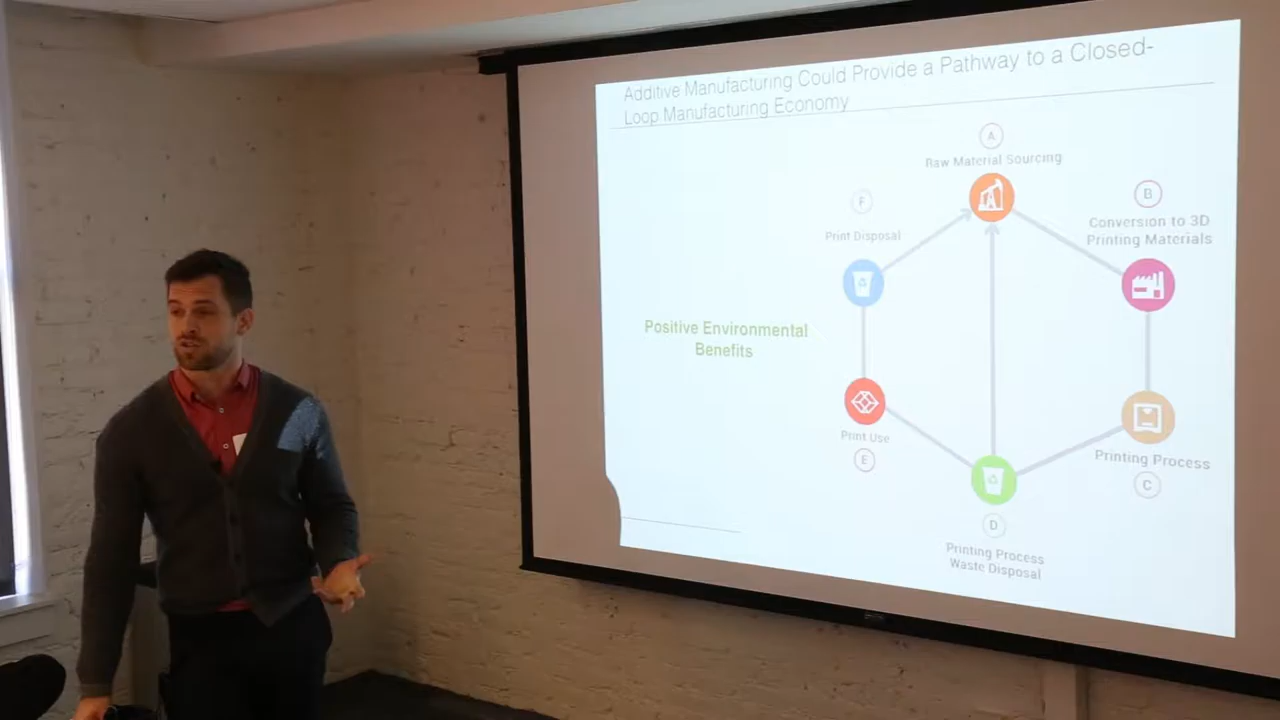 Additive Manufacturing Could Provide a Pathway to a Closed-
Loop Manufacturing Economy
A
Raw Material Sourcing
B
Conversion to 3D
Printing Materials
F
Print Disposal
Positive Environmental
Benefits
Print Use
E
Printing Process
C
D
Printing Process
Waste Disposal